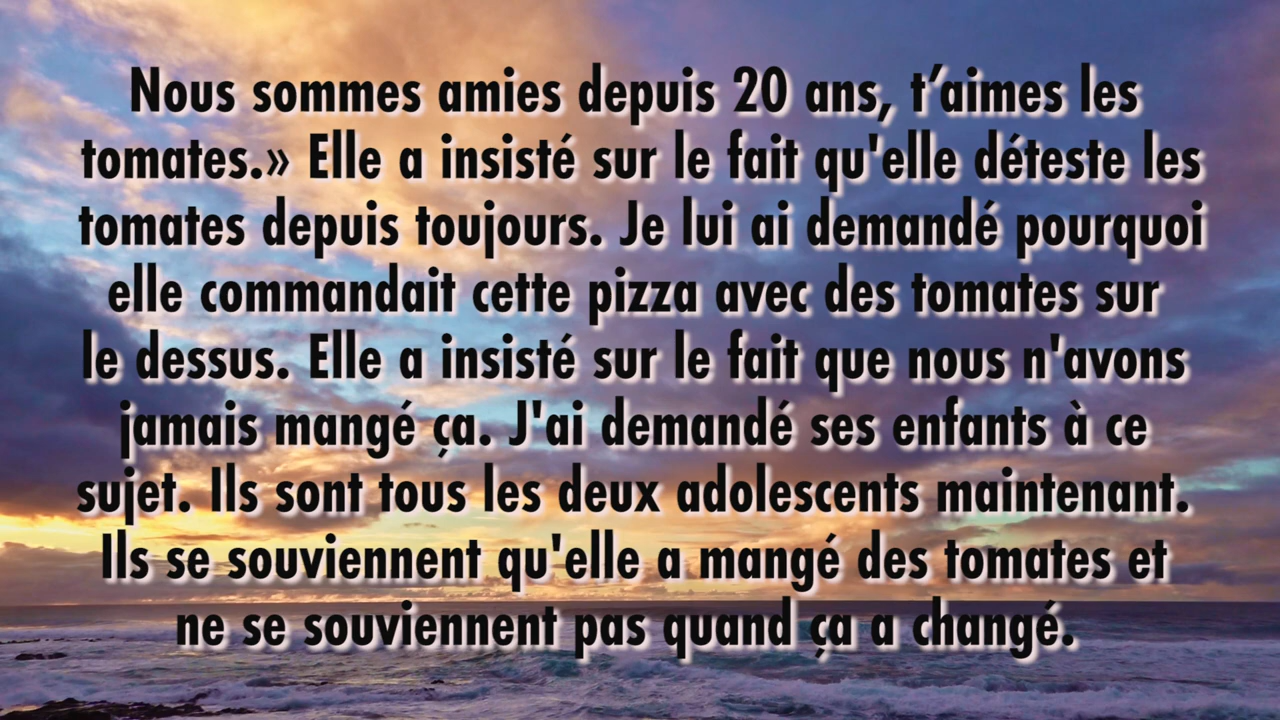 Nous sommes amies depuis 20 ans, t’aimes les
tomates.» Elle a insisté sur le fait qu'elle déteste les
tomates depuis toujours. Je lui ai demandé pourquoi
elle commandait cette pizza avec des tomates sur
le dessus. Elle a insisté sur le fait que nous n'avons
jamais mangé ça. J'ai demandé ses enfants à ce
sujet. Ils sont tous les deux adolescents maintenant.
Ils se souviennent qu'elle a mangé des tomates et
ne se souviennent pas quand ça a changé.